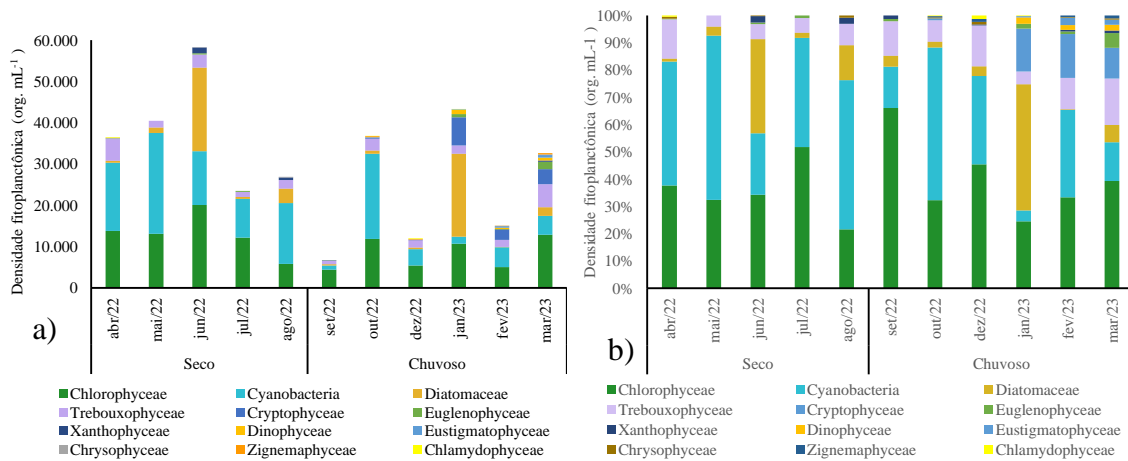 Densidade fitoplanctônica (org. mL-1)
60.000
50.000
40.000
30.000
20.000
10.000
0
abr/22
mai/22
jun/22
jul/22
ago/22
set/22
out/22
dez/22
jan/23
fev/23
mar/23
Seco
Chuvoso
a)
Chlorophyceae Cyanobacteria Diatomaceae
Trebouxophyceae Cryptophyceae Euglenophyceae
Xanthophyceae Dinophyceae Eustigmatophyceae
Chrysophyceae Zignemaphyceae Chlamydophyceae
Densidade fitoplanctônica (org. mL-1)
100%
90%
80%
70%
60%
50%
40%
30%
20%
10%
0%
abr/22
mai/22
jun/22
jul/22
ago/22
set/22
out/22
dez/22
jan/23
fev/23
mar/23
Seco
Chuvoso
b)
Chlorophyceae Cyanobacteria Diatomaceae
Trebouxophyceae Cryptophyceae Euglenophyceae
Xanthophyceae Dinophyceae Eustigmatophyceae
Chrysophyceae Zignemaphyceae Chlamydophyceae